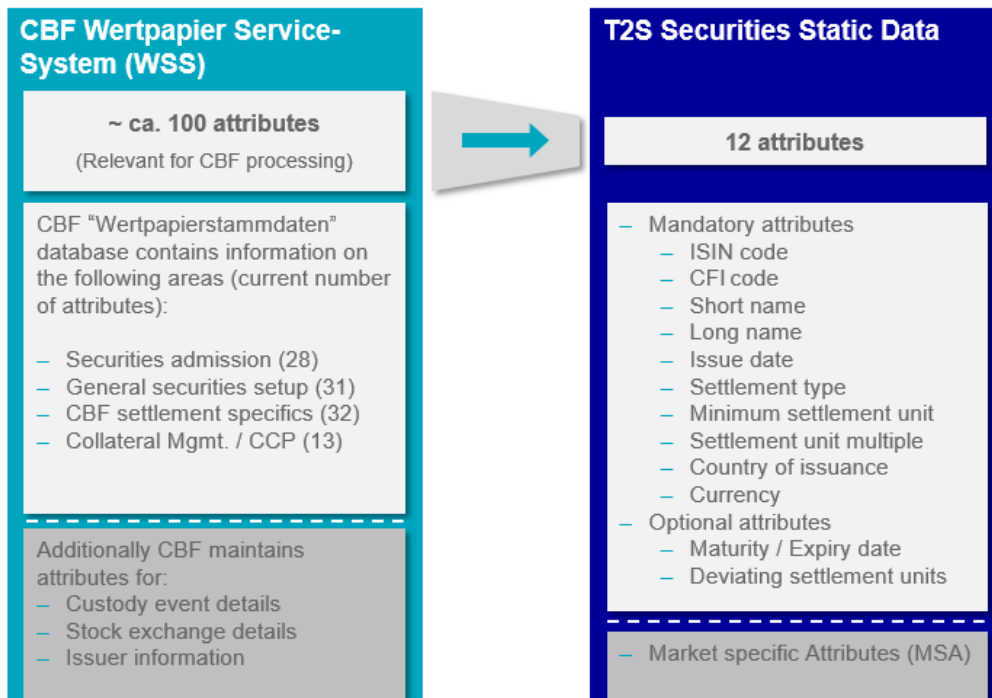 CBF Wertpapier Service-
System (WSS)
~ ca. 100 attributes
(Relevant for CBF processing)
CBF “Wertpapierstammdaten”
database contains information on
the following areas (current number
of attributes):
– Securities admission (28)
– General securities setup (31)
– CBF settlement specifics (32)
– Collateral Mgmt. / CCP (13)
Additionally CBF maintains
attributes for:
– Custody event details
– Stock exchange details
– Issuer information
T2S Securities Static Data
12 attributes
– Mandatory attributes
– ISIN code
– CFI code
– Short name
– Long name
– Issue date
– Settlement type
– Minimum settlement unit
– Settlement unit multiple
– Country of issuance
– Currency
– Optional attributes
– Maturity / Expiry date
– Deviating settlement units
– Market specific Attributes (MSA)